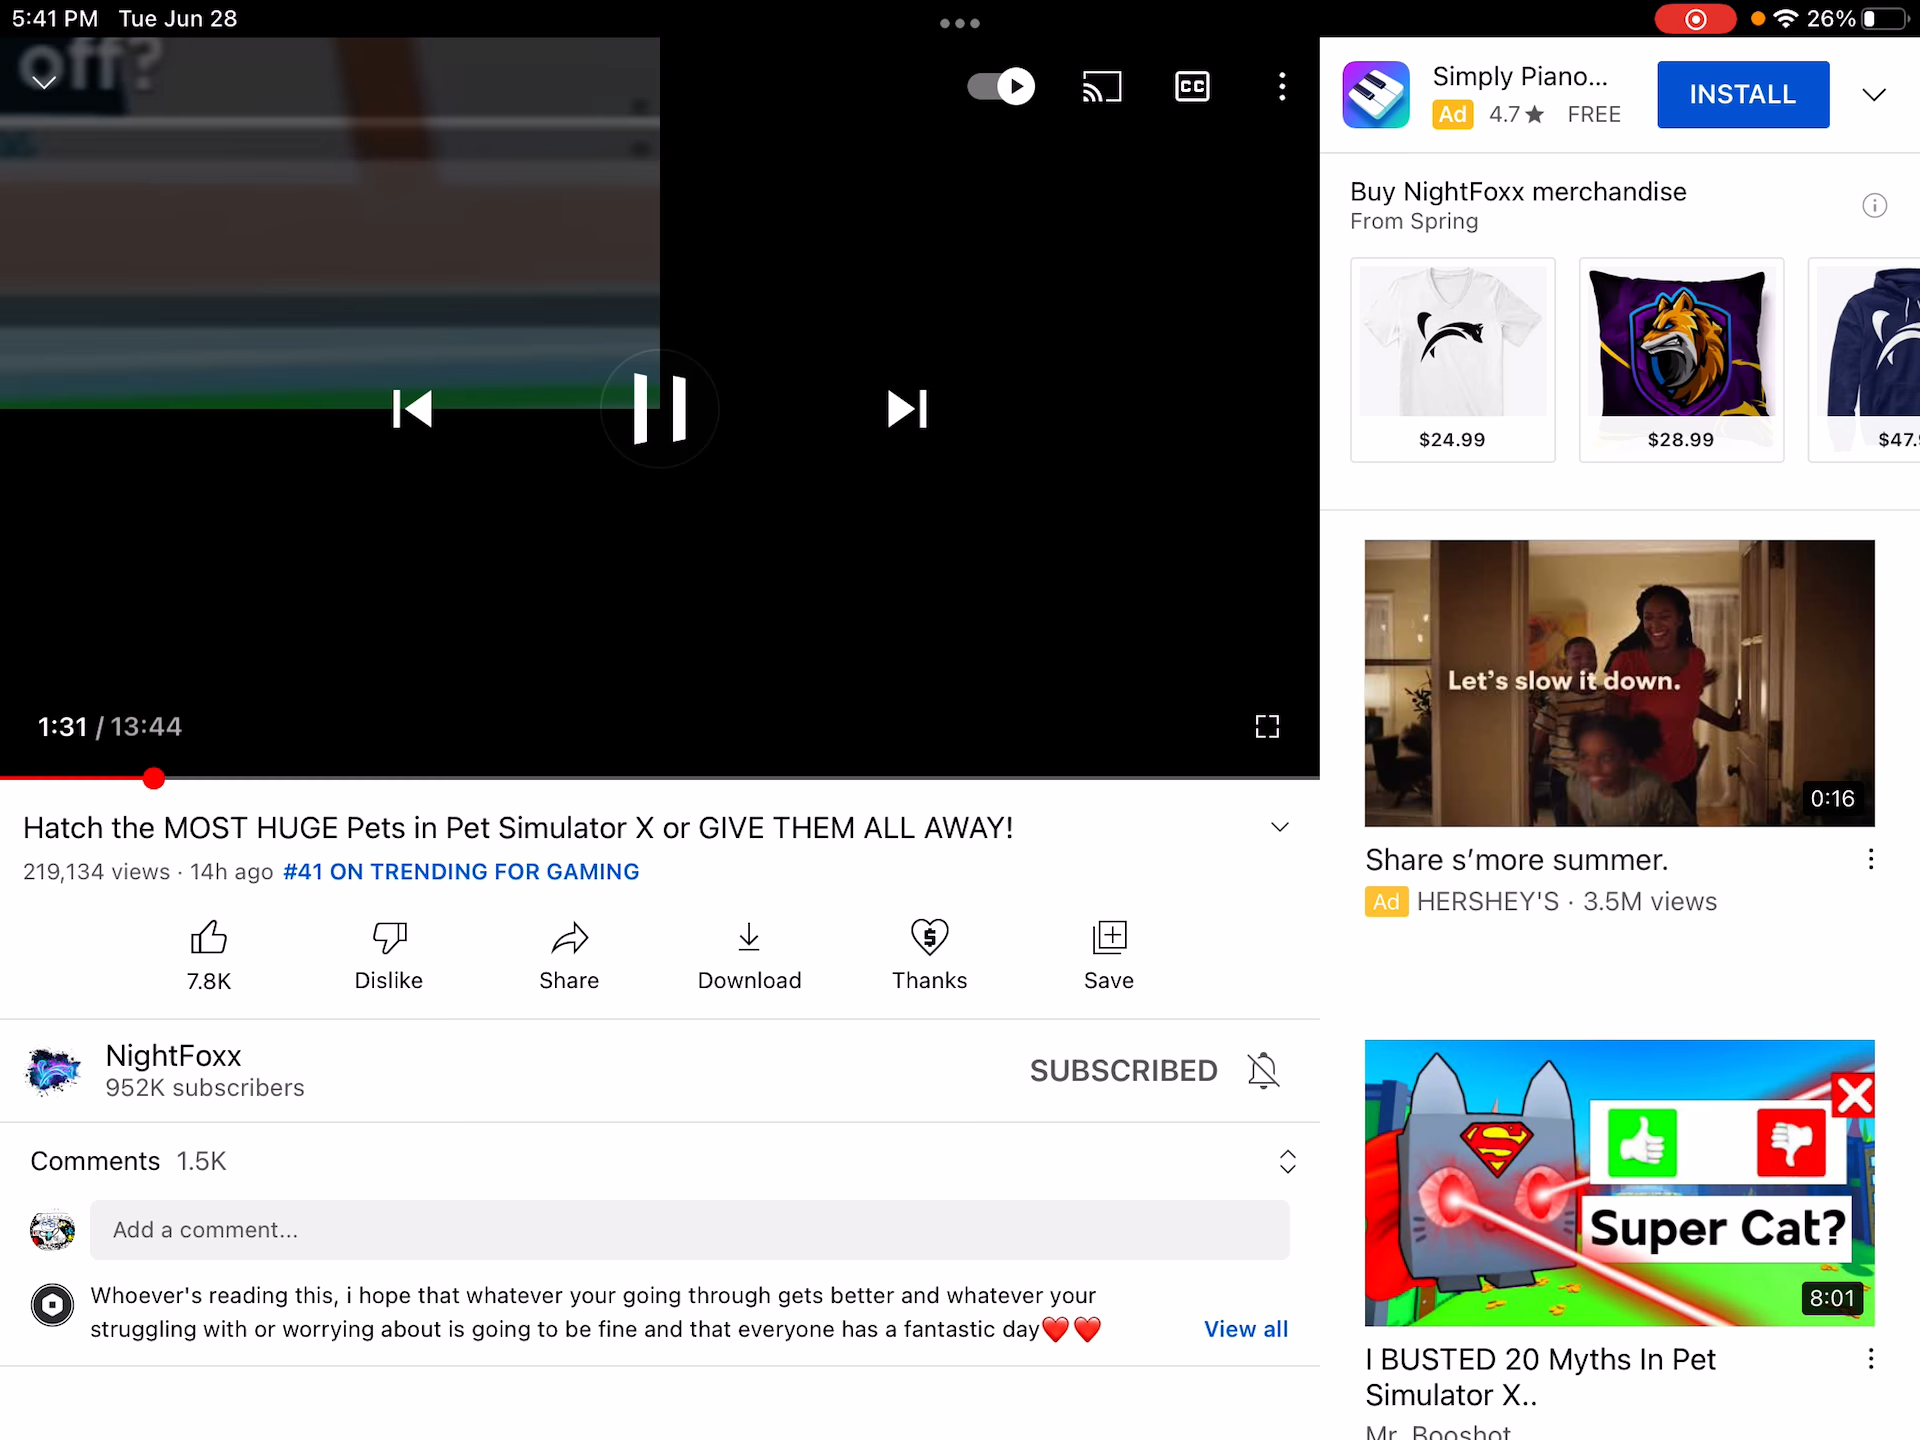 5:41 PM Tue Jun 28
26%
off?
CC
1:31 / 13:44
Hatch the MOST HUGE Pets in Pet Simulator X or GIVE THEM ALL AWAY!
219,134 views · 14h ago #41 ON TRENDING FOR GAMING
7.8K Dislike Share Download Thanks Save
NightFoxx
952K subscribers
SUBSCRIBED
Comments 1.5K
Add a comment...
Whoever's reading this, i hope that whatever your going through gets better and whatever your
struggling with or worrying about is going to be fine and that everyone has a fantastic day❤️❤️
View all
Simply Piano...
Ad 4.7★ FREE
INSTALL
Buy NightFoxx merchandise
From Spring
$24.99
$28.99
$47.
Let's slow it down.
0:16
Share s'more summer.
Ad HERSHEY'S · 3.5M views
Super Cat?
8:01
I BUSTED 20 Myths In Pet
Simulator X..
Mr. Booshot